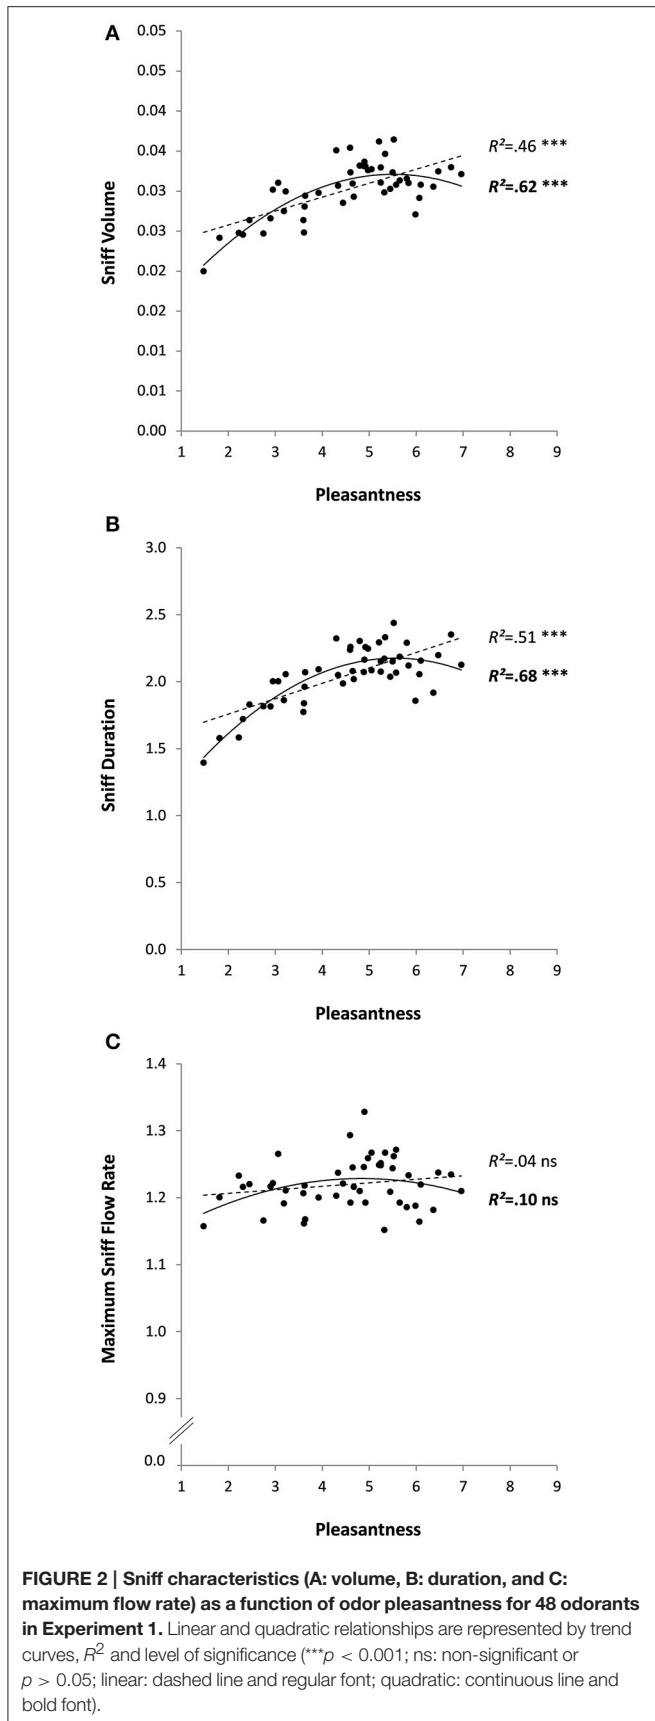 A
0.05
0.05
0.04
0.04
0.03
0.03
0.02
0.02
0.01
0.01
0.00
Sniff Volume
R²=.46 ***
R²=.62 ***
1 2 3 4 5 6 7 8 9
Pleasantness
B
3.0
2.5
2.0
1.5
1.0
0.5
0.0
Sniff Duration
R²=.51 ***
R²=.68 ***
1 2 3 4 5 6 7 8 9
Pleasantness
C
1.4
1.3
1.2
1.1
1.0
0.9
0.0
Maximum Sniff Flow Rate
R²=.04 ns
R²=.10 ns
1 2 3 4 5 6 7 8 9
Pleasantness
FIGURE 2 | Sniff characteristics (A: volume, B: duration, and C:
maximum flow rate) as a function of odor pleasantness for 48 odorants
in Experiment 1. Linear and quadratic relationships are represented by trend
curves, R² and level of significance (***p < 0.001; ns: non-significant or
p > 0.05; linear: dashed line and regular font; quadratic: continuous line and
bold font).